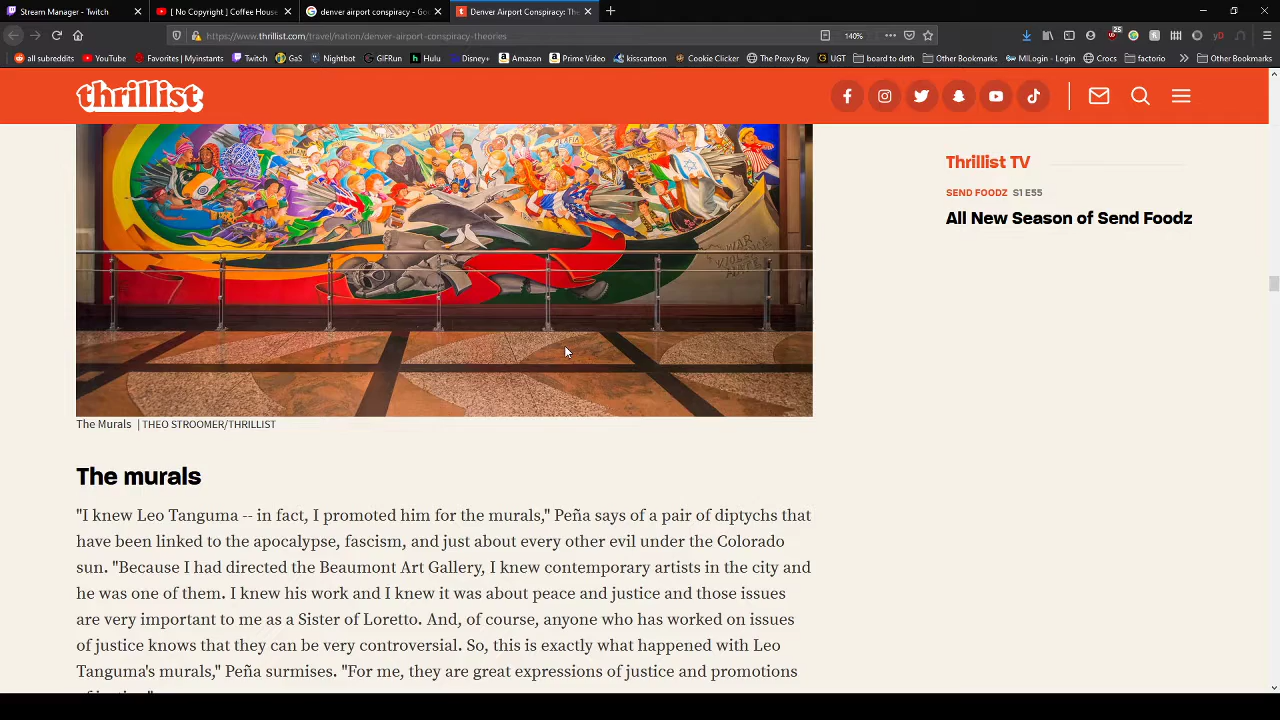 Stream Manager - Twitch
[ No Copyright ] Coffee House
denver airport conspiracy - Goo
Denver Airport Conspiracy: The
https://www.thrillist.com/travel/nation/denver-airport-conspiracy-theories
140%
25
all subreddits
YouTube
Favorites | Myinstants
Twitch
GaS
Nightbot
GIFRun
Hulu
Disney+
Amazon
Prime Video
kisscartoon
Cookie Clicker
The Proxy Bay
UGT
board to deth
Other Bookmarks
MiLogin - Login
Crocs
factorio
Other Bookmarks
thrillist
WAR
VIOLENCE
HATE
The Murals | THEO STROOMER/THRILLIST
The murals
"I knew Leo Tanguma -- in fact, I promoted him for the murals," Peña says of a pair of diptychs that
have been linked to the apocalypse, fascism, and just about every other evil under the Colorado
sun. "Because I had directed the Beaumont Art Gallery, I knew contemporary artists in the city and
he was one of them. I knew his work and I knew it was about peace and justice and those issues
are very important to me as a Sister of Loretto. And, of course, anyone who has worked on issues
of justice knows that they can be very controversial. So, this is exactly what happened with Leo
Tanguma's murals," Peña surmises. "For me, they are great expressions of justice and promotions
Thrillist TV
SEND FOODZ S1 E55
All New Season of Send Foodz